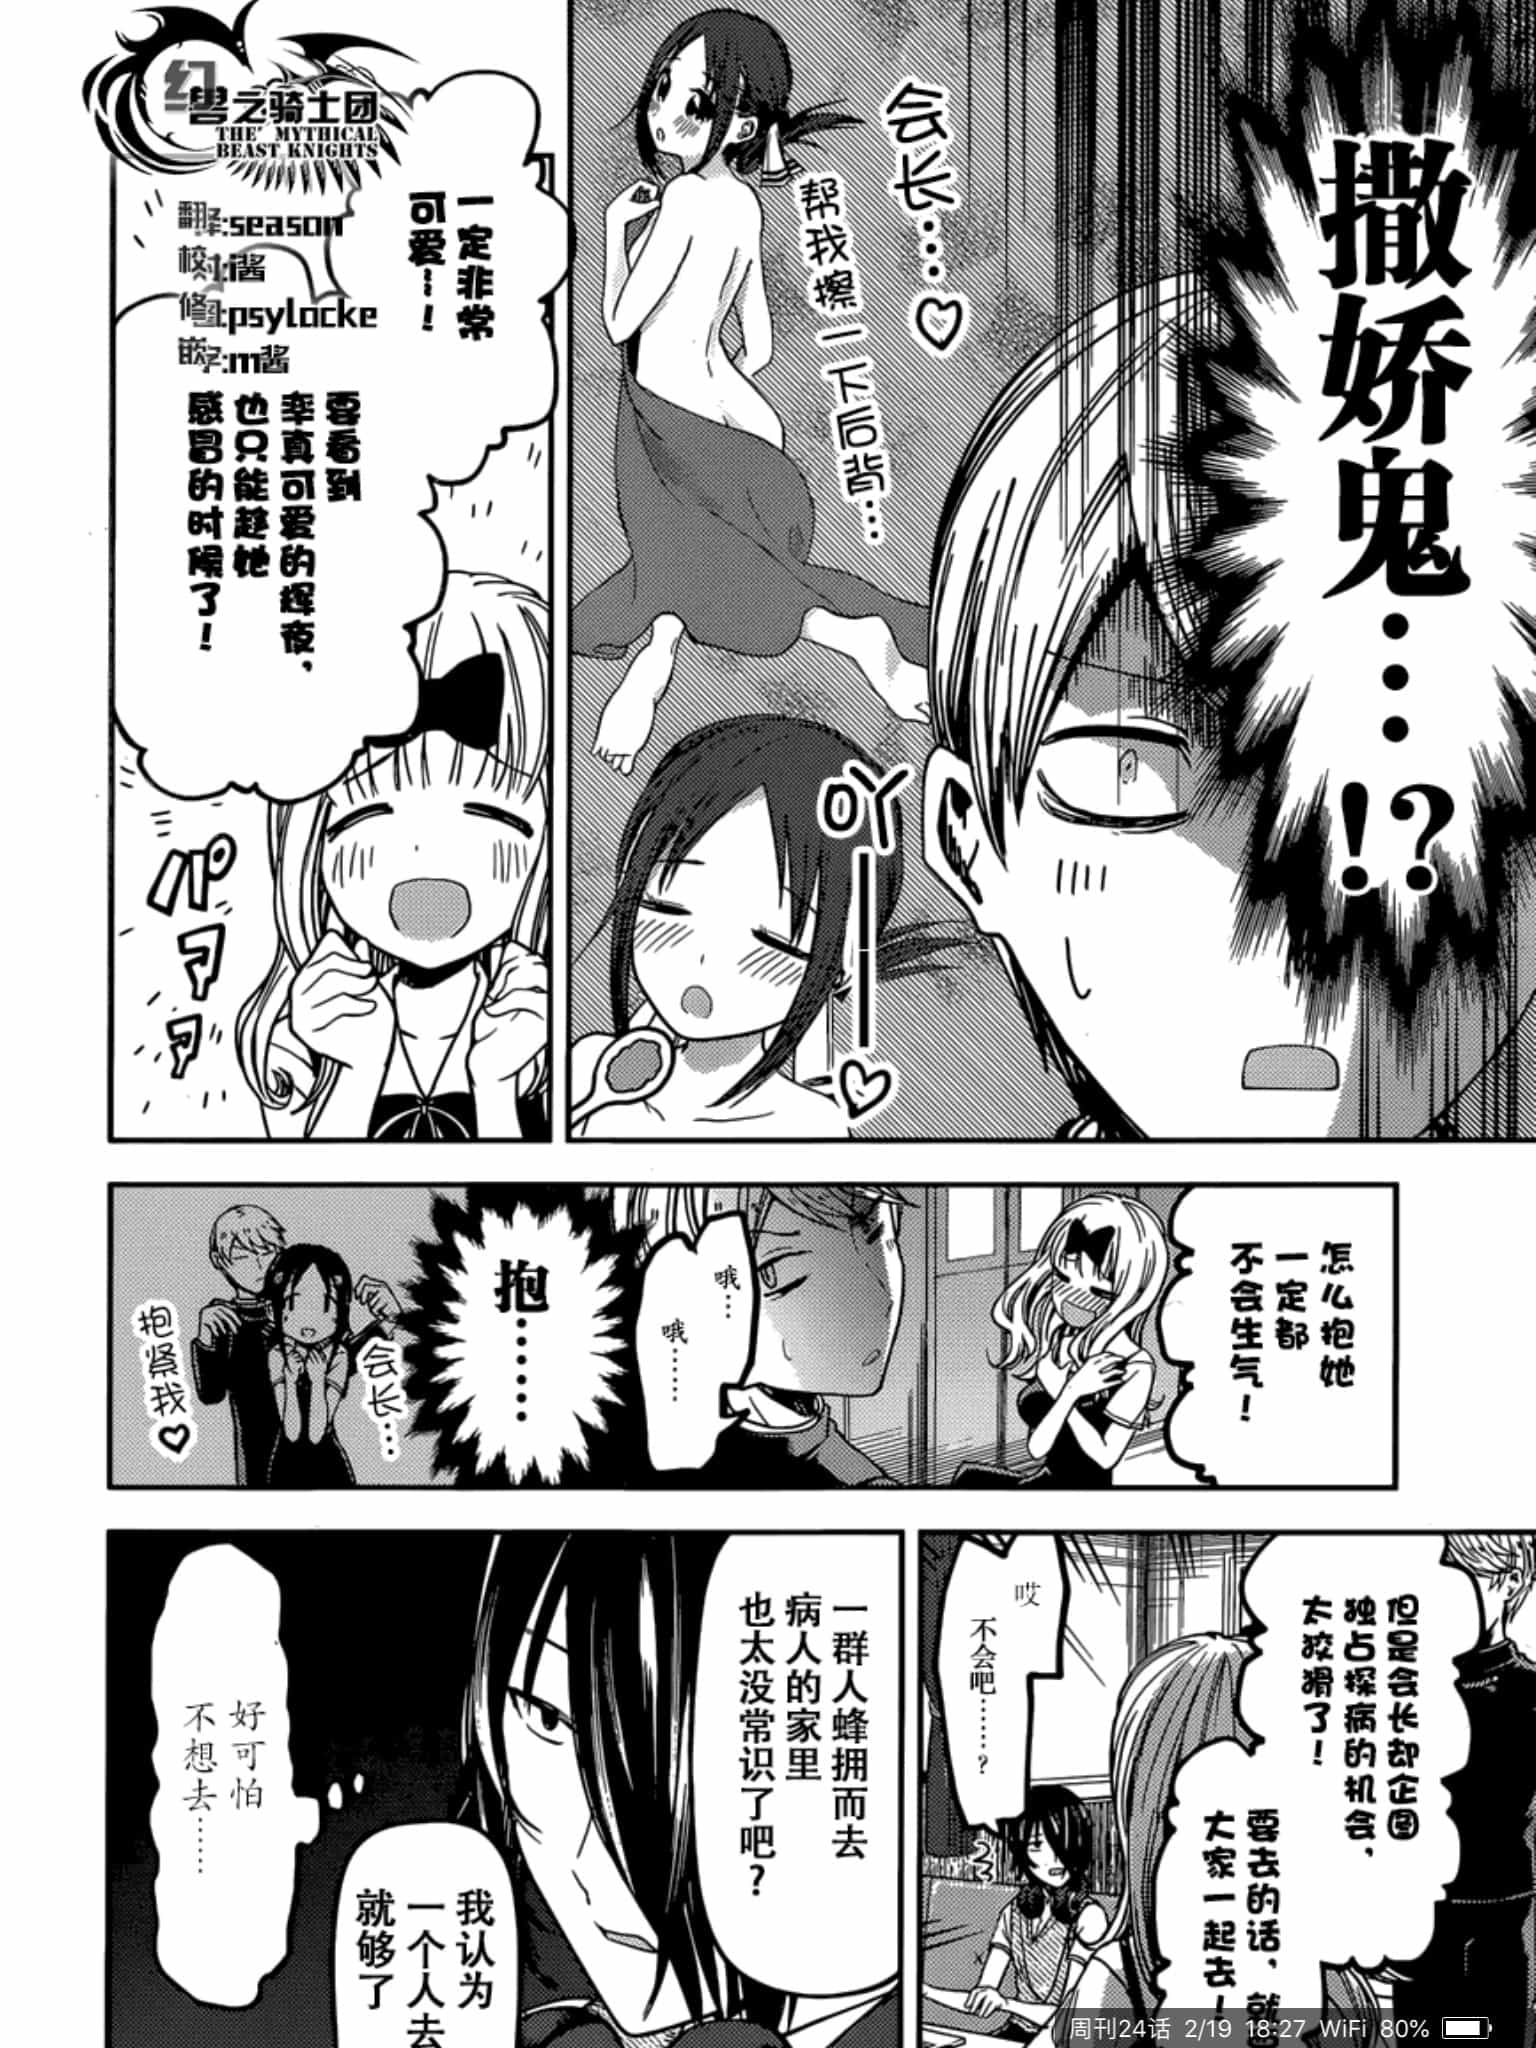 撒娇鬼…!?
会长…♡
帮我擦一下后背…
吖——♡
幻兽之骑士团
THE MYTHICAL
BEAST KNIGHTS
翻译:season
校对:i酱
修图:psylocke
嵌字:m酱
一定非常
可爱…!
要看到
率真可爱的辉夜,
也只能趁她
感冒的时候了!
パァァ
怎么抱她
一定都
不会生气!
哦…
哦……
抱……
会长…
抱紧我♡
但是会长却企图
独占探病的机会,
太狡猾了!
要去的话,就
大家一起去!
哎
不会吧……?
一群人蜂拥而去
病人的家里
也太没常识了吧?
我认为
一个人去
就够了
好可怕
不想去……
周刊24话 2/19 18:27 WiFi 80%